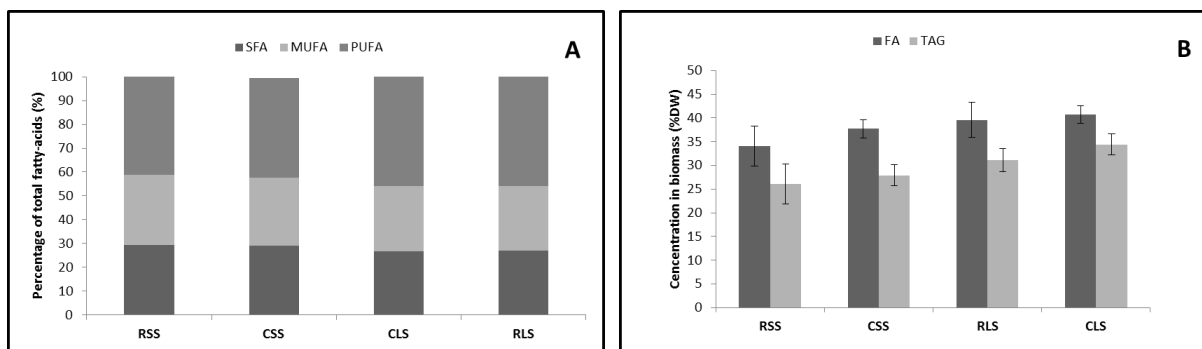 SFA MUFA PUFA
A
Percentage of total fatty-acids (%)
100
90
80
70
60
50
40
30
20
10
0
RSS CSS CLS RLS
FA TAG
B
Cencentration in biomass (%DW)
50
45
40
35
30
25
20
15
10
5
0
RSS CSS RLS CLS